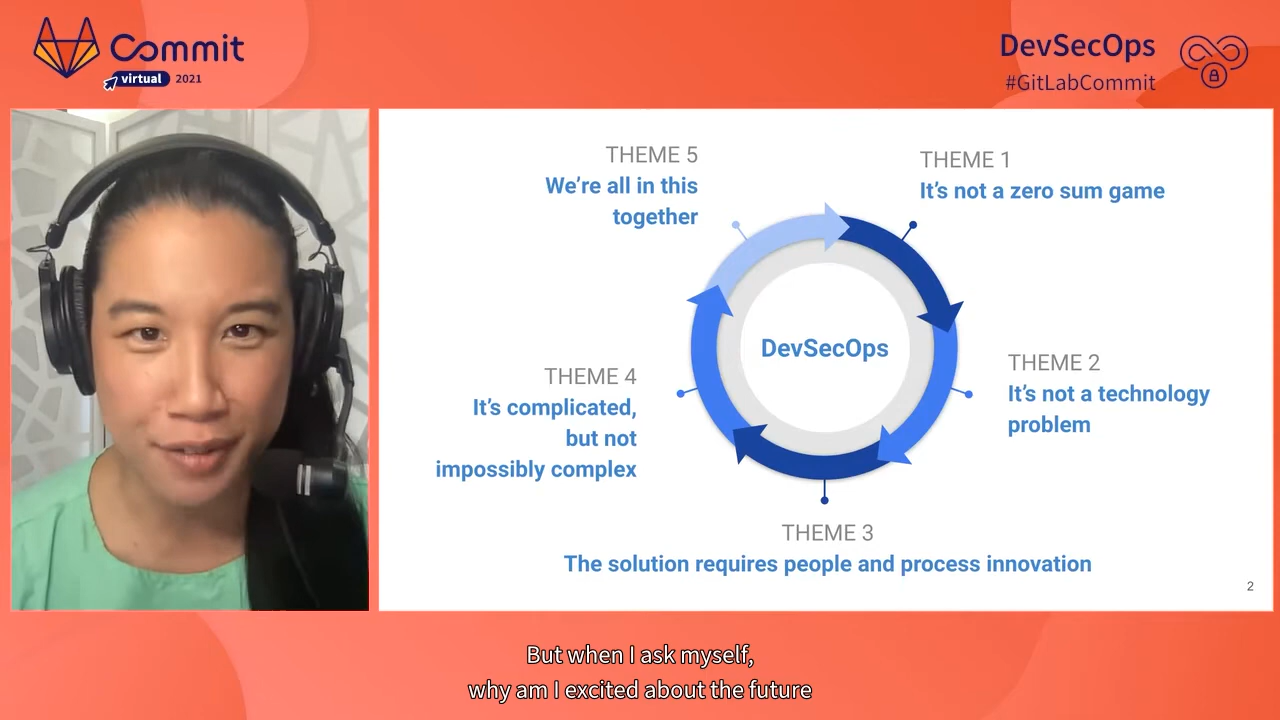 Commit
virtual 2021
DevSecOps
#GitLabCommit
THEME 5
We're all in this
together
THEME 1
It's not a zero sum game
DevSecOps
THEME 4
It's complicated,
but not
impossibly complex
THEME 2
It's not a technology
problem
THEME 3
The solution requires people and process innovation
2
But when I ask myself,
why am I excited about the future